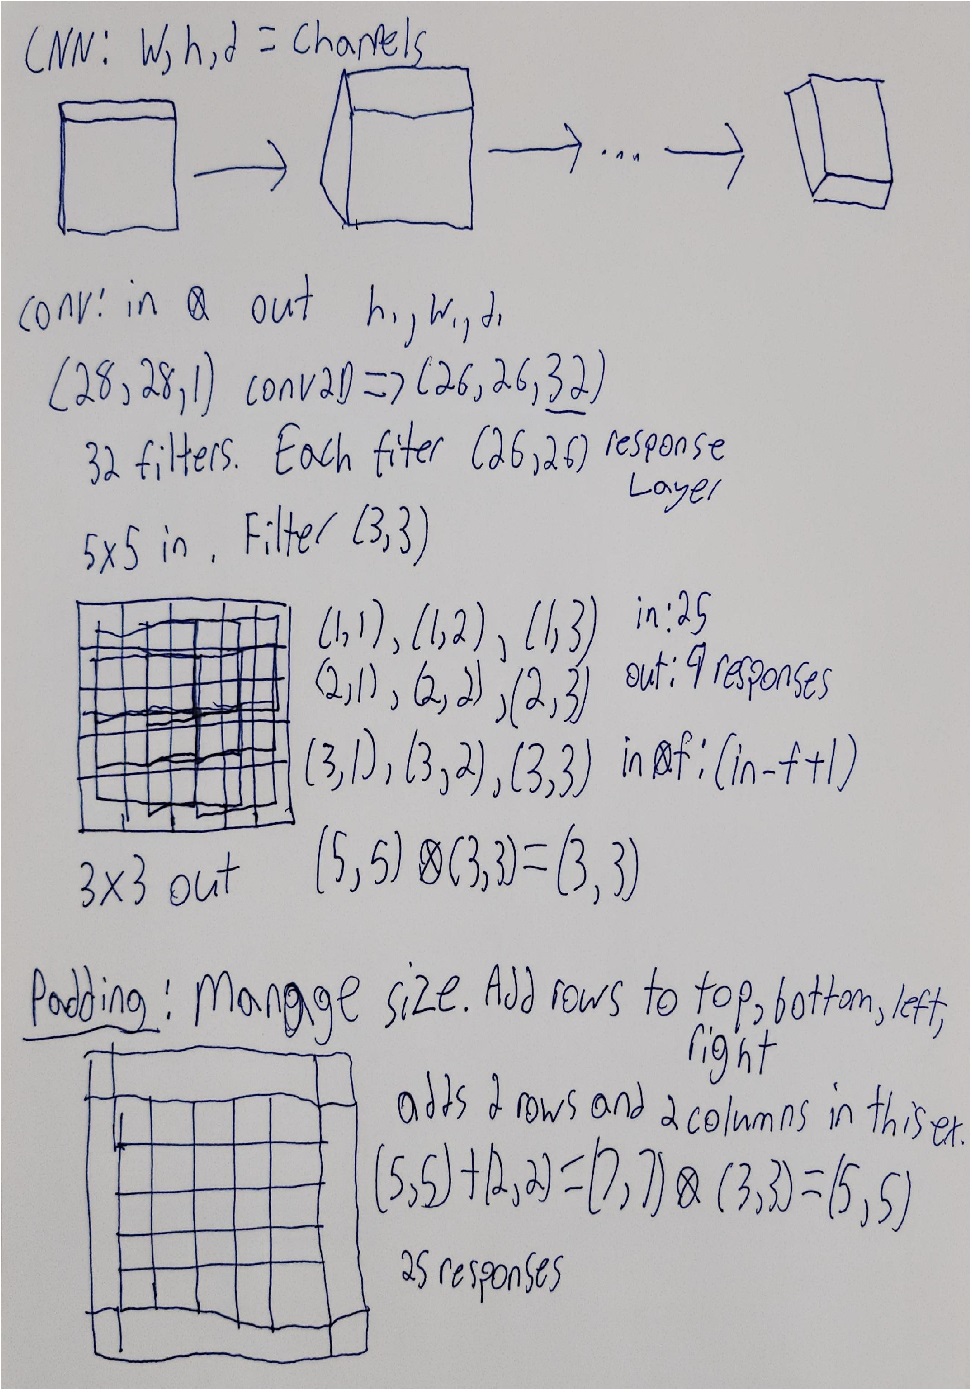 CNN: W, h, d = Channels
...
conv: in ⊗ out h₁, w₁, d₁
(28, 28, 1) conv2D => (26, 26, 32)
32 filters. Each fiter (26, 26) response
Layer
5x5 in. Filter (3,3)
(1,1), (1,2), (1,3) in: 25
(2,1), (2,2), (2,3) out: 9 responses
(3,1), (3,2), (3,3) in⊗f: (in-f+1)
(5,5) ⊗ (3,3) = (3,3)
3x3 out
Padding: Manage size. Add rows to top, bottom, left,
right
adds 2 rows and 2 columns in this ex.
(5,5) + (2,2) = (7,7) ⊗ (3,3) = (5,5)
25 responses